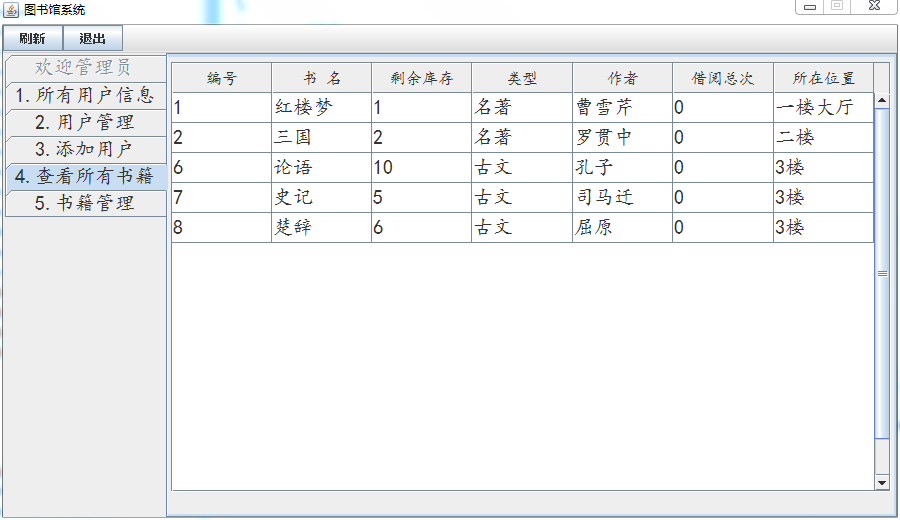 图书馆系统
刷新 退出
欢迎管理员
1.所有用户信息
2.用户管理
3.添加用户
4.查看所有书籍
5.书籍管理
编号 书 名 剩余库存 类型 作者 借阅总次 所在位置
1 红楼梦 1 名著 曹雪芹 0 一楼大厅
2 三国 2 名著 罗贯中 0 二楼
6 论语 10 古文 孔子 0 3楼
7 史记 5 古文 司马迁 0 3楼
8 楚辞 6 古文 屈原 0 3楼